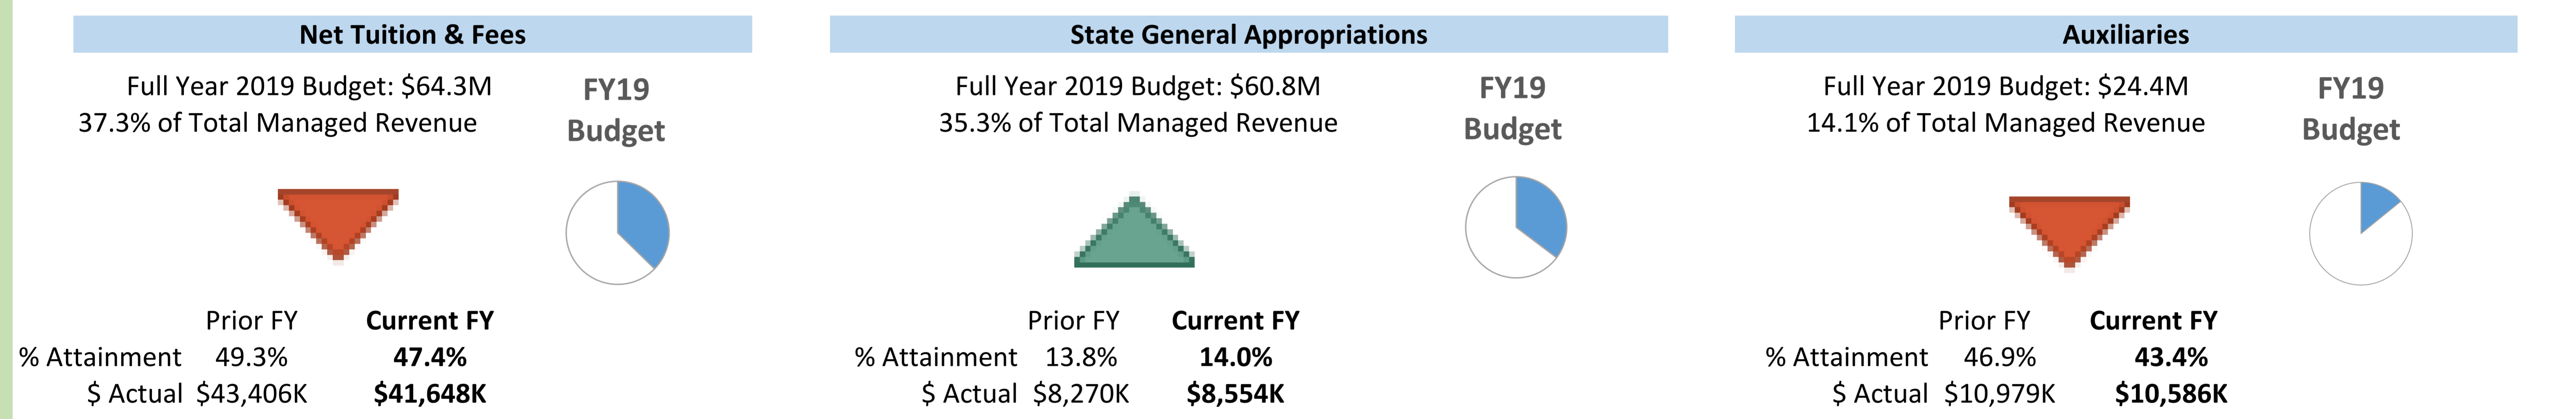 Net Tuition & Fees
Full Year 2019 Budget: $64.3M
37.3% of Total Managed Revenue
FY19
Budget
Prior FY Current FY
% Attainment 49.3% 47.4%
$ Actual $43,406K $41,648K
State General Appropriations
Full Year 2019 Budget: $60.8M
35.3% of Total Managed Revenue
FY19
Budget
Prior FY Current FY
% Attainment 13.8% 14.0%
$ Actual $8,270K $8,554K
Auxiliaries
Full Year 2019 Budget: $24.4M
14.1% of Total Managed Revenue
FY19
Budget
Prior FY Current FY
% Attainment 46.9% 43.4%
$ Actual $10,979K $10,586K